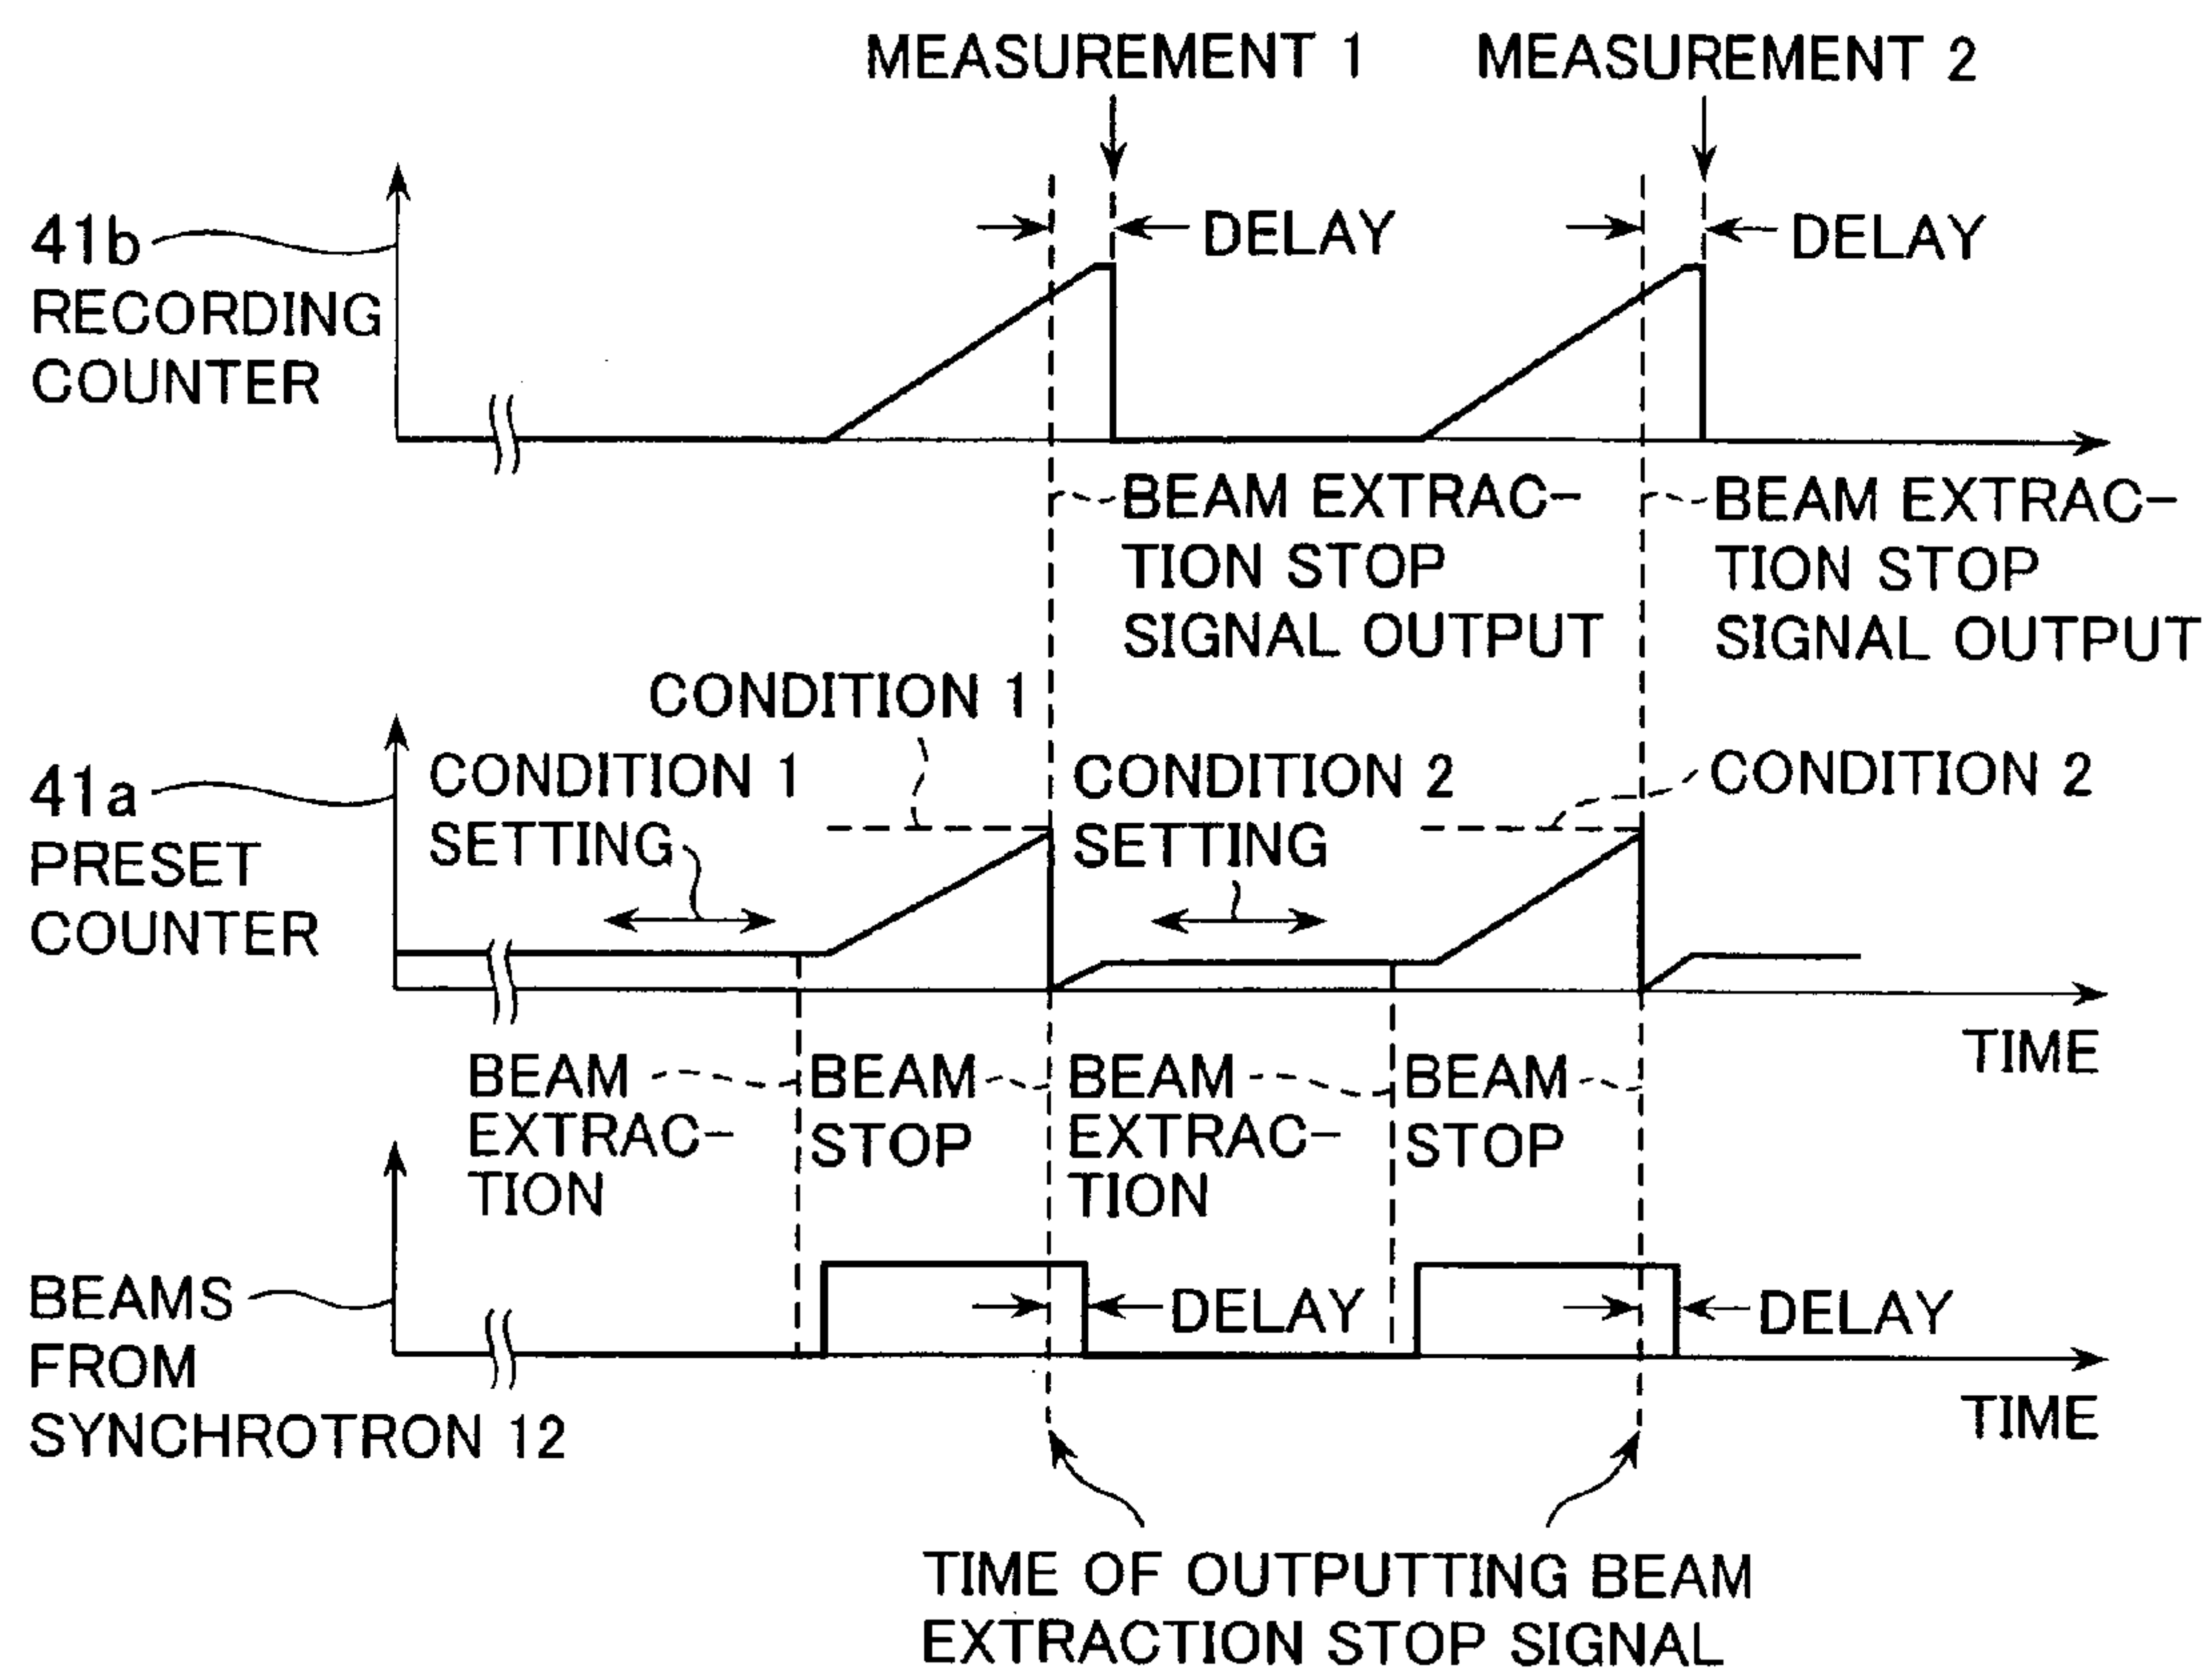 MEASUREMENT 1
MEASUREMENT 2
41b
RECORDING
COUNTER
DELAY
DELAY
BEAM EXTRAC-
TION STOP
SIGNAL OUTPUT
BEAM EXTRAC-
TION STOP
SIGNAL OUTPUT
CONDITION 1
41a
PRESET
COUNTER
CONDITION 1
SETTING
CONDITION 2
SETTING
CONDITION 2
TIME
BEAM
EXTRAC-
TION
BEAM
STOP
BEAM
EXTRAC-
TION
BEAM
STOP
BEAMS
FROM
SYNCHROTRON 12
DELAY
DELAY
TIME
TIME OF OUTPUTTING BEAM
EXTRACTION STOP SIGNAL